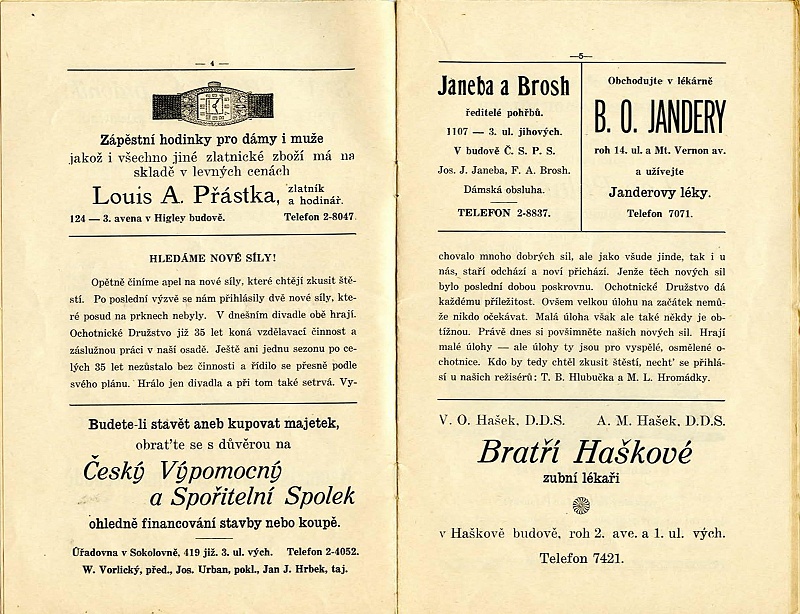 — 4 —
Zápěstní hodinky pro dámy i muže
jakož i všechno jiné zlatnické zboží má na
skladě v levných cenách
Louis A. Přástka, zlatník
a hodinář.
124 — 3. avena v Higley budově. Telefon 2-8047.
HLEDÁME NOVÉ SÍLY!
Opětně činíme apel na nové síly, které chtějí zkusit ště-
stí. Po poslední výzvě se nám přihlásily dvě nové síly, kte-
ré posud na prknech nebyly. V dnešním divadle obě hrají.
Ochotnické Družstvo již 35 let koná vzdělavací činnost a
záslužnou práci v naší osadě. Ještě ani jednu sezonu po ce-
lých 35 let nezůstalo bez činnosti a řídilo se přesně podle
svého plánu. Hrálo jen divadla a při tom také setrvá. Vy-
Budete-li stavět aneb kupovat majetek,
obrat'te se s důvěrou na
Český Výpomocný
a Spořitelní Spolek
ohledně financování stavby nebo koupě.
Úřadovna v Sokolovně, 419 již. 3. ul. vých. Telefon 2-4052.
W. Vorlický, před., Jos. Urban, pokl., Jan J. Hrbek, taj.
—5—
Janeba a Brosh
ředitelé pohřbů.
1107 — 3. ul. jihových.
V budově Č. S. P. S.
Jos. J. Janeba, F. A. Brosh.
Dámská obsluha.
TELEFON 2-8837.
Obchodujte v lékárně
B. O. JANDERY
roh 14. ul. a Mt. Vernon av.
a užívejte
Janderovy léky.
Telefon 7071.
chovalo mnoho dobrých sil, ale jako všude jinde, tak i u
nás, staří odchází a noví přichází. Jenže těch nových sil
bylo poslední dobou poskrovnu. Ochotnické Družstvo dá
každému příležitost. Ovšem velkou úlohu na začátek nemů-
že nikdo očekávat. Malá úloha však ale také někdy je ob-
tížnou. Právě dnes si povšimněte našich nových sil. Hrají
malé úlohy — ale úlohy ty jsou pro vyspělé, osmělené o-
chotnice. Kdo by tedy chtěl zkusit štěstí, necht' se přihlá-
sí u našich režisérů: T. B. Hlubučka a M. L. Hromádky.
V. O. Hašek, D.D.S. A. M. Hašek, D.D.S.
Bratří Haškové
zubní lékaři
v Haškově budově, roh 2. ave. a 1. ul. vých.
Telefon 7421.